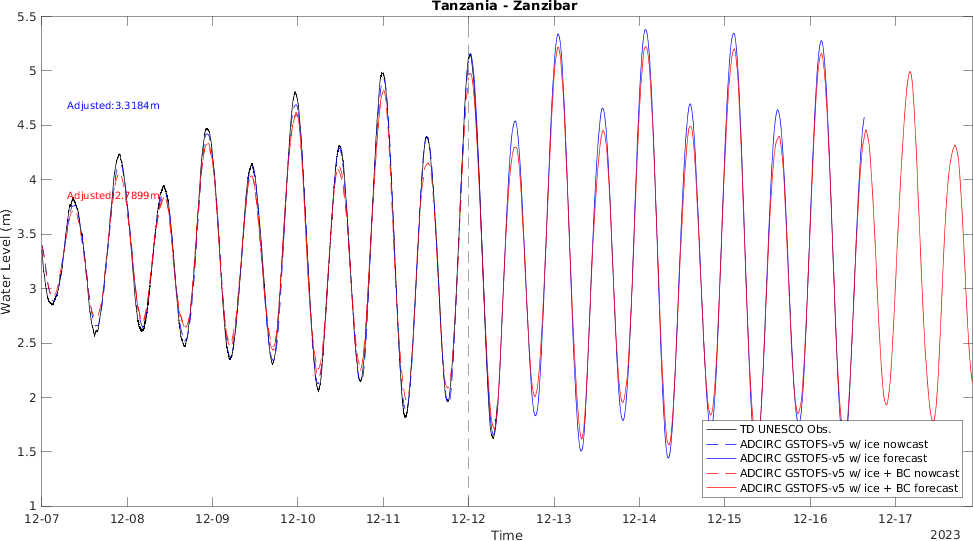 Tanzania - Zanzibar
5.5
5
4.5
4
3.5
3
2.5
2
1.5
1
Water Level (m)
Adjusted:3.3184m
Adjusted:2.7899m
TD UNESCO Obs.
ADCIRC GSTOFS-v5 w/ ice nowcast
ADCIRC GSTOFS-v5 w/ ice forecast
ADCIRC GSTOFS-v5 w/ ice + BC nowcast
ADCIRC GSTOFS-v5 w/ ice + BC forecast
12-07 12-08 12-09 12-10 12-11 12-12 12-13 12-14 12-15 12-16 12-17
Time
2023